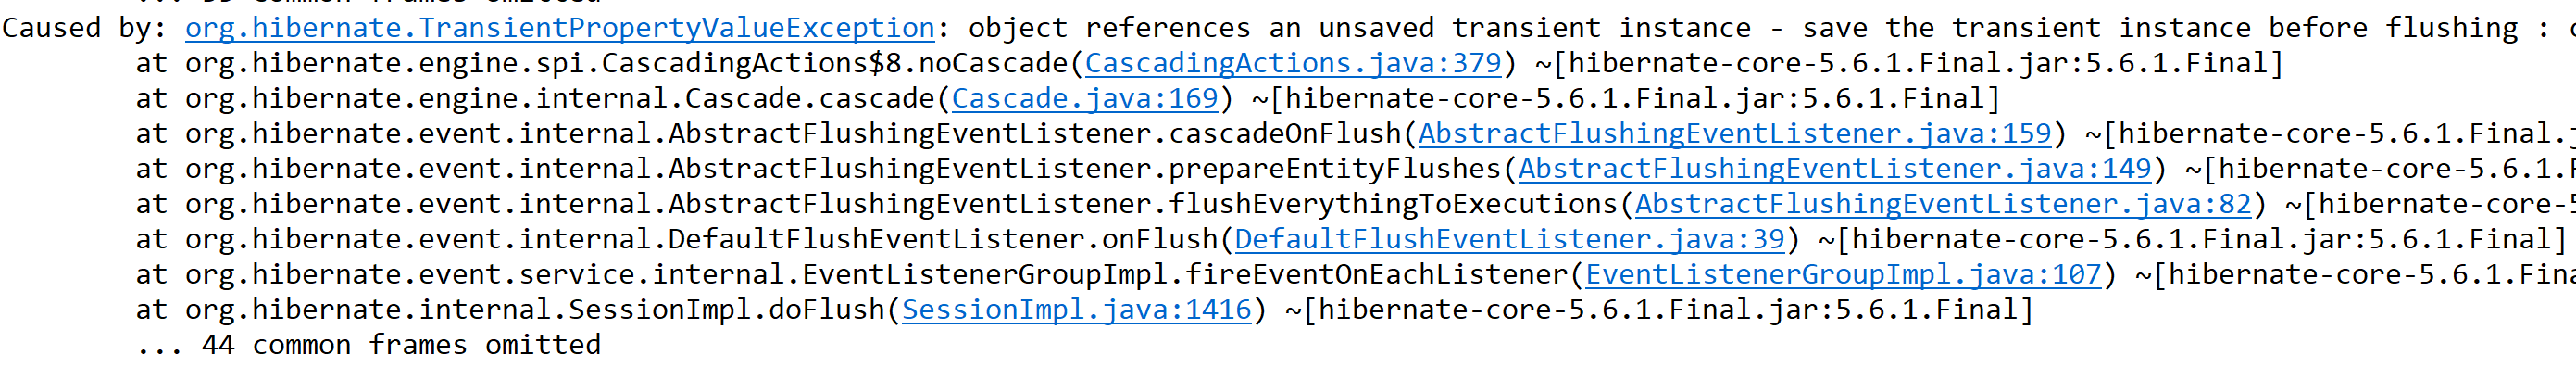 ... 99 common frames omitted
Caused by: org.hibernate.TransientPropertyValueException: object references an unsaved transient instance - save the transient instance before flushing :
at org.hibernate.engine.spi.CascadingActions$8.noCascade(CascadingActions.java:379) ~[hibernate-core-5.6.1.Final.jar:5.6.1.Final]
at org.hibernate.engine.internal.Cascade.cascade(Cascade.java:169) ~[hibernate-core-5.6.1.Final.jar:5.6.1.Final]
at org.hibernate.event.internal.AbstractFlushingEventListener.cascadeOnFlush(AbstractFlushingEventListener.java:159) ~[hibernate-core-5.6.1.Final.j
at org.hibernate.event.internal.AbstractFlushingEventListener.prepareEntityFlushes(AbstractFlushingEventListener.java:149) ~[hibernate-core-5.6.1.F
at org.hibernate.event.internal.AbstractFlushingEventListener.flushEverythingToExecutions(AbstractFlushingEventListener.java:82) ~[hibernate-core-5
at org.hibernate.event.internal.DefaultFlushEventListener.onFlush(DefaultFlushEventListener.java:39) ~[hibernate-core-5.6.1.Final.jar:5.6.1.Final]
at org.hibernate.event.service.internal.EventListenerGroupImpl.fireEventOnEachListener(EventListenerGroupImpl.java:107) ~[hibernate-core-5.6.1.Fina
at org.hibernate.internal.SessionImpl.doFlush(SessionImpl.java:1416) ~[hibernate-core-5.6.1.Final.jar:5.6.1.Final]
... 44 common frames omitted